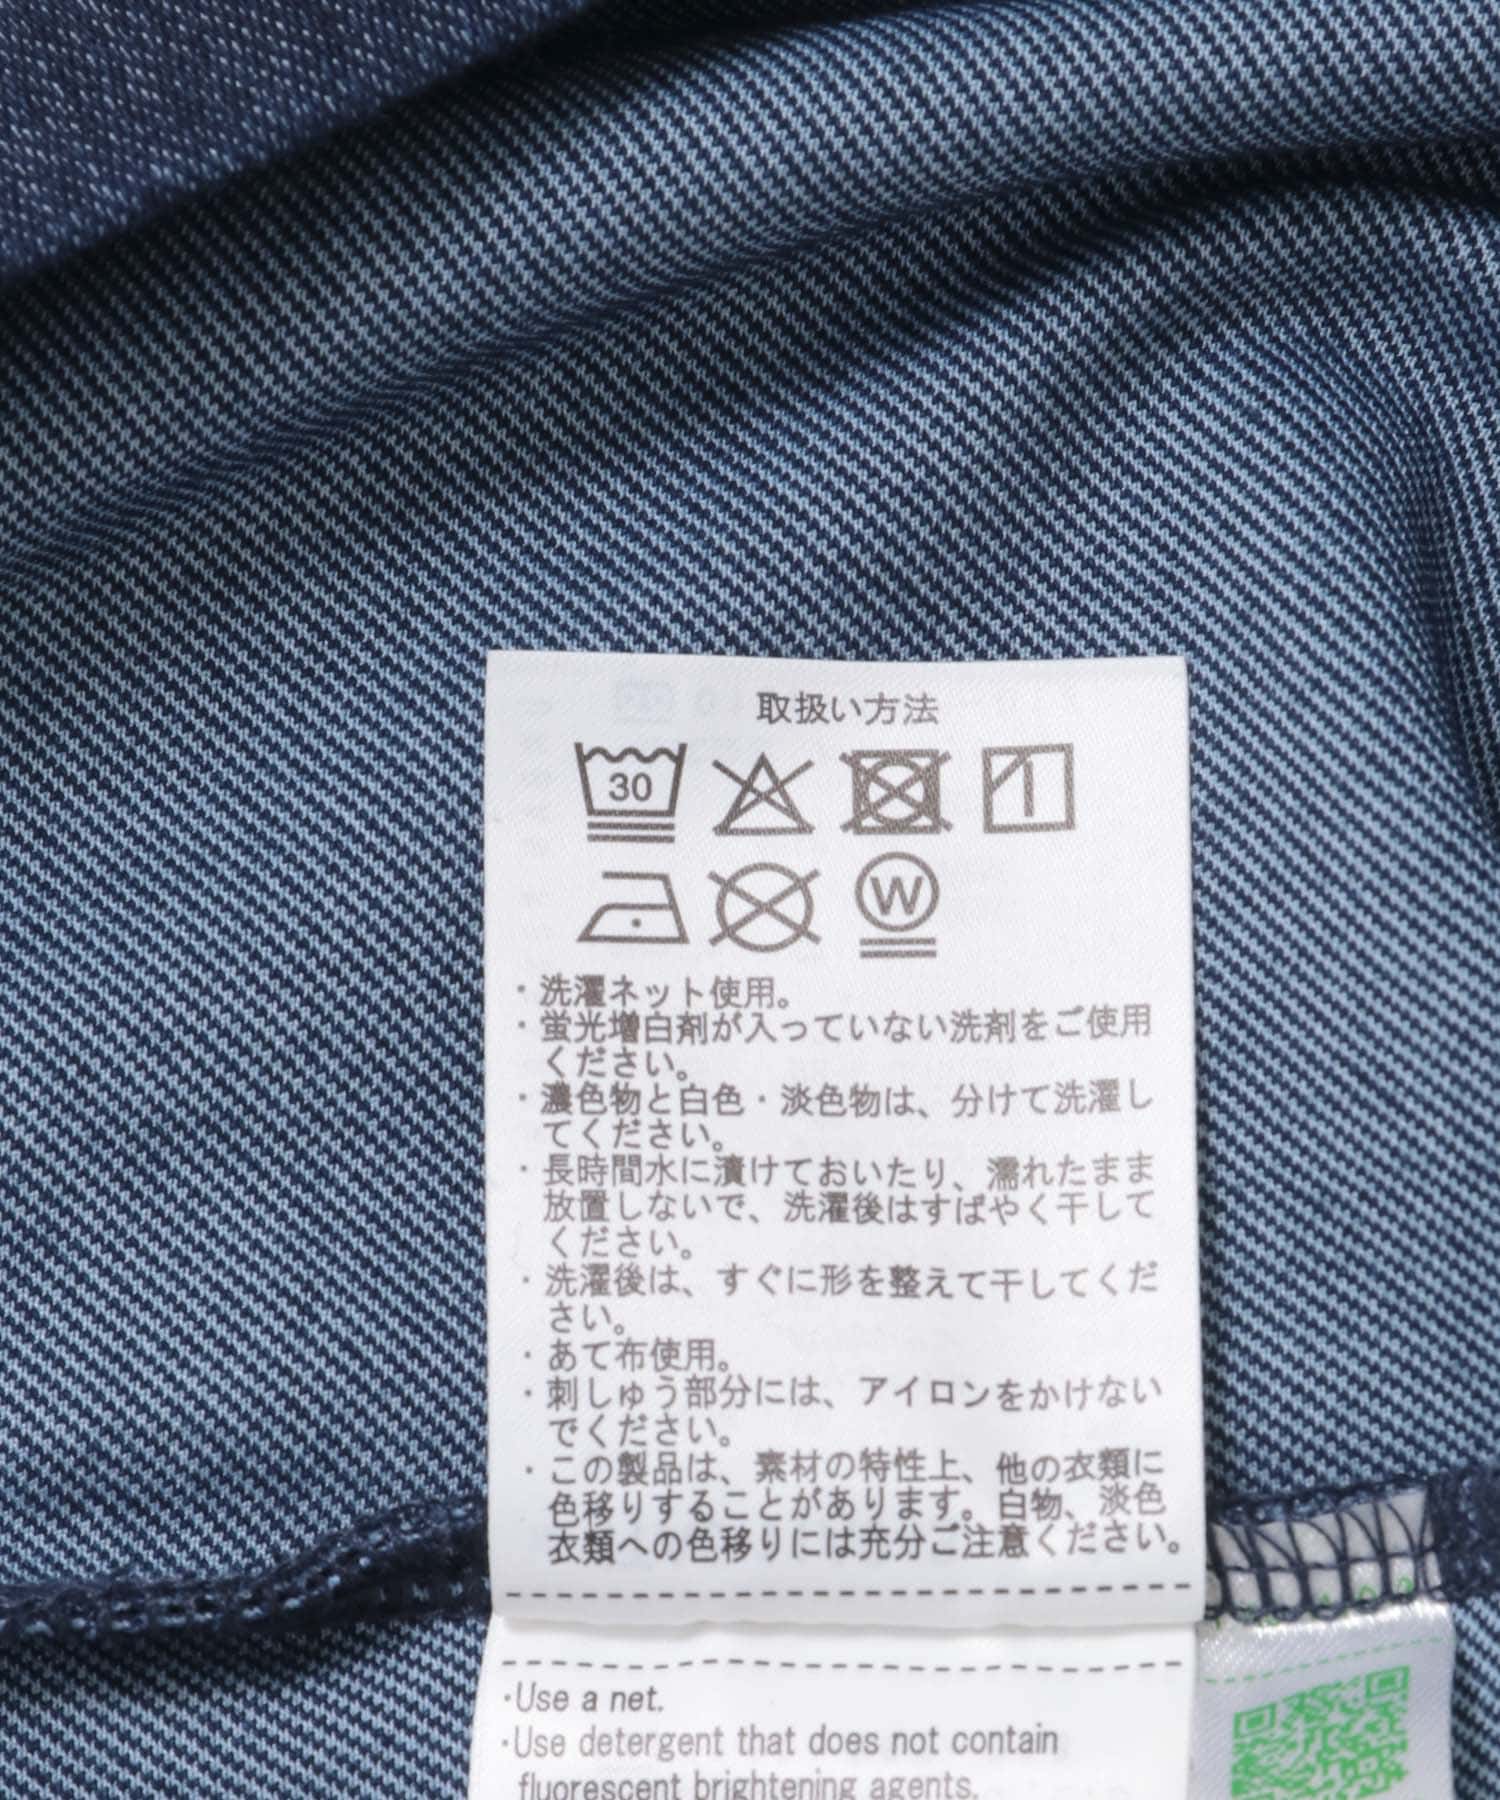 取扱い方法
30
W
・洗濯ネット使用。
・蛍光増白剤が入っていない洗剤をご使用
ください。
・濃色物と白色・淡色物は、分けて洗濯し
てください。
・長時間水に漬けておいたり、濡れたまま
放置しないで、洗濯後はすばやく干して
ください。
・洗濯後は、すぐに形を整えて干してくだ
さい。
・あて布使用。
・刺しゅう部分には、アイロンをかけない
でください。
・この製品は、素材の特性上、他の衣類に
色移りすることがあります。白物、淡色
衣類への色移りには充分ご注意ください。
・Use a net.
・Use detergent that does not contain
fluorescent brightening agents.